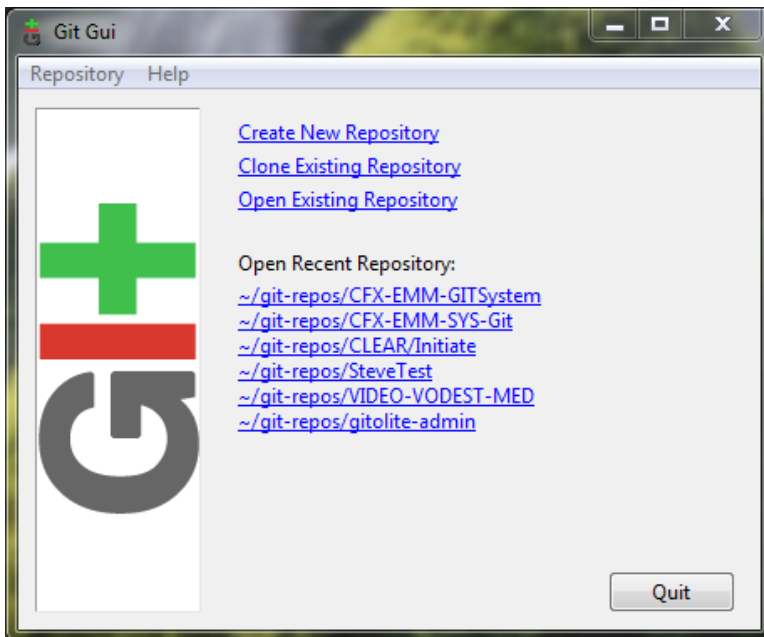 Git Gui
Repository Help
Create New Repository
Clone Existing Repository
Open Existing Repository
Open Recent Repository:
~/git-repos/CFX-EMM-GITSystem
~/git-repos/CFX-EMM-SYS-Git
~/git-repos/CLEAR/Initiate
~/git-repos/SteveTest
~/git-repos/VIDEO-VODEST-MED
~/git-repos/gitolite-admin
GIt
Quit